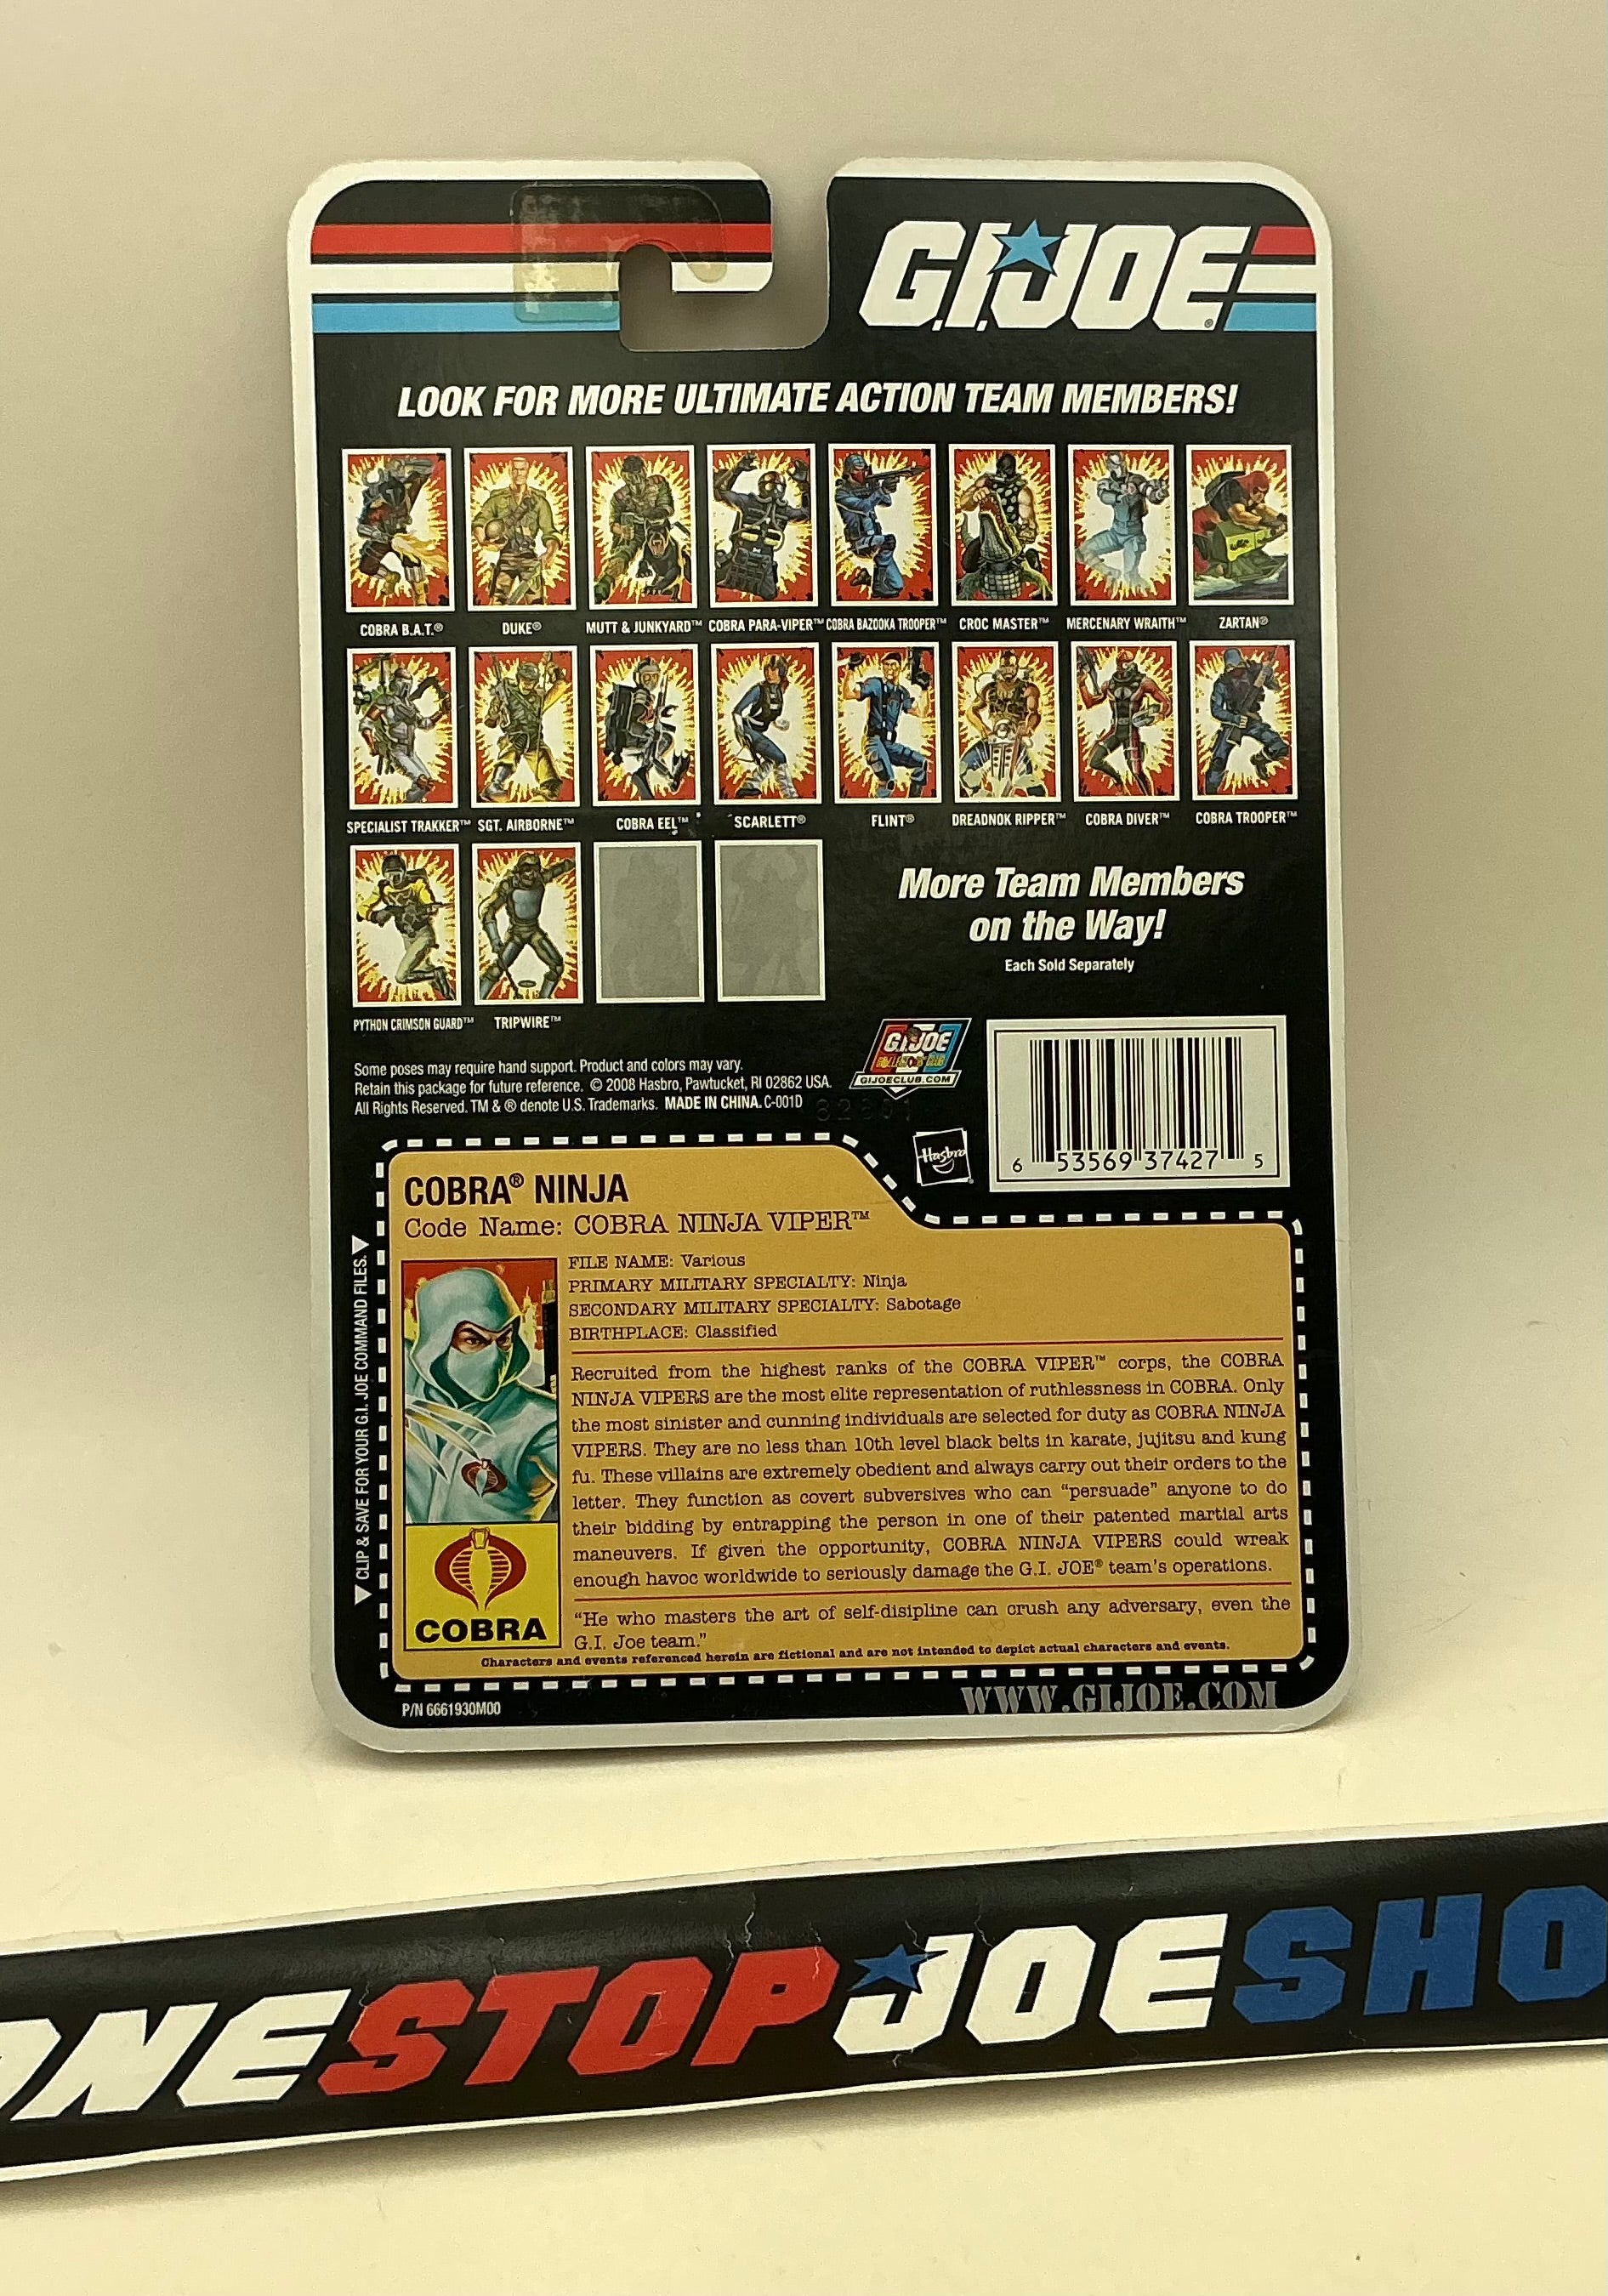 G.I.JOE®
LOOK FOR MORE ULTIMATE ACTION TEAM MEMBERS!
COBRA B.A.T.® DUKE® MUTT & JUNKYARD™ COBRA PARA-VIPER™ COBRA BAZOOKA TROOPER™ CROC MASTER™ MERCENARY WRAITH™ ZARTAN®
SPECIALIST TRAKKER™ SGT. AIRBORNE™ COBRA EEL™ SCARLETT® FLINT® DREADNOK RIPPER™ COBRA DIVER™ COBRA TROOPER™
More Team Members
on the Way!
Each Sold Separately
PYTHON CRIMSON GUARD™ TRIPWIRE™
Some poses may require hand support. Product and colors may vary.
Retain this package for future reference. © 2008 Hasbro, Pawtucket, RI 02862 USA.
All Rights Reserved. TM & ® denote U.S. Trademarks. MADE IN CHINA. C-001D
G.I.JOE
GIJOECLUB.COM
Hasbro
6 53569 37427 5
CLIP & SAVE FOR YOUR G.I. JOE COMMAND FILES.
COBRA® NINJA
Code Name: COBRA NINJA VIPER™
FILE NAME: Various
PRIMARY MILITARY SPECIALTY: Ninja
SECONDARY MILITARY SPECIALTY: Sabotage
BIRTHPLACE: Classified
Recruited from the highest ranks of the COBRA VIPER™ corps, the COBRA
NINJA VIPERS are the most elite representation of ruthlessness in COBRA. Only
the most sinister and cunning individuals are selected for duty as COBRA NINJA
VIPERS. They are no less than 10th level black belts in karate, jujitsu and kung
fu. These villains are extremely obedient and always carry out their orders to the
letter. They function as covert subversives who can “persuade” anyone to do
their bidding by entrapping the person in one of their patented martial arts
maneuvers. If given the opportunity, COBRA NINJA VIPERS could wreak
enough havoc worldwide to seriously damage the G.I. JOE® team's operations.
“He who masters the art of self-disipline can crush any adversary, even the
G.I. Joe team.”
COBRA
Characters and events referenced herein are fictional and are not intended to depict actual characters and events.
P/N 6661930M00
WWW.GIJOE.COM
ONESTOPJOESHO